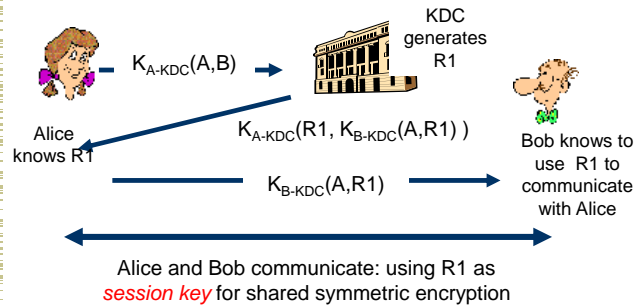 KDC
generates
R1
K_A-KDC(A,B)
Alice
knows R1
K_A-KDC(R1, K_B-KDC(A,R1) )
Bob knows to
use R1 to
communicate
with Alice
K_B-KDC(A,R1)
Alice and Bob communicate: using R1 as
session key for shared symmetric encryption